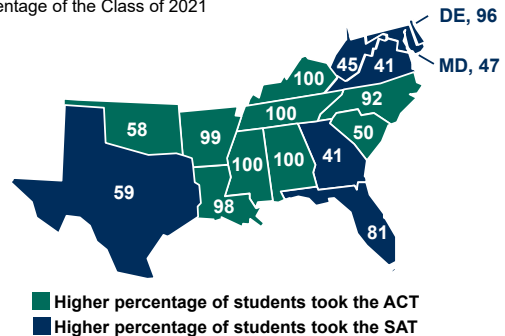 entage of the Class of 2021
DE, 96
MD, 47
45
41
100
92
100
58
99
50
100
100
41
59
98
81
Higher percentage of students took the ACT
Higher percentage of students took the SAT